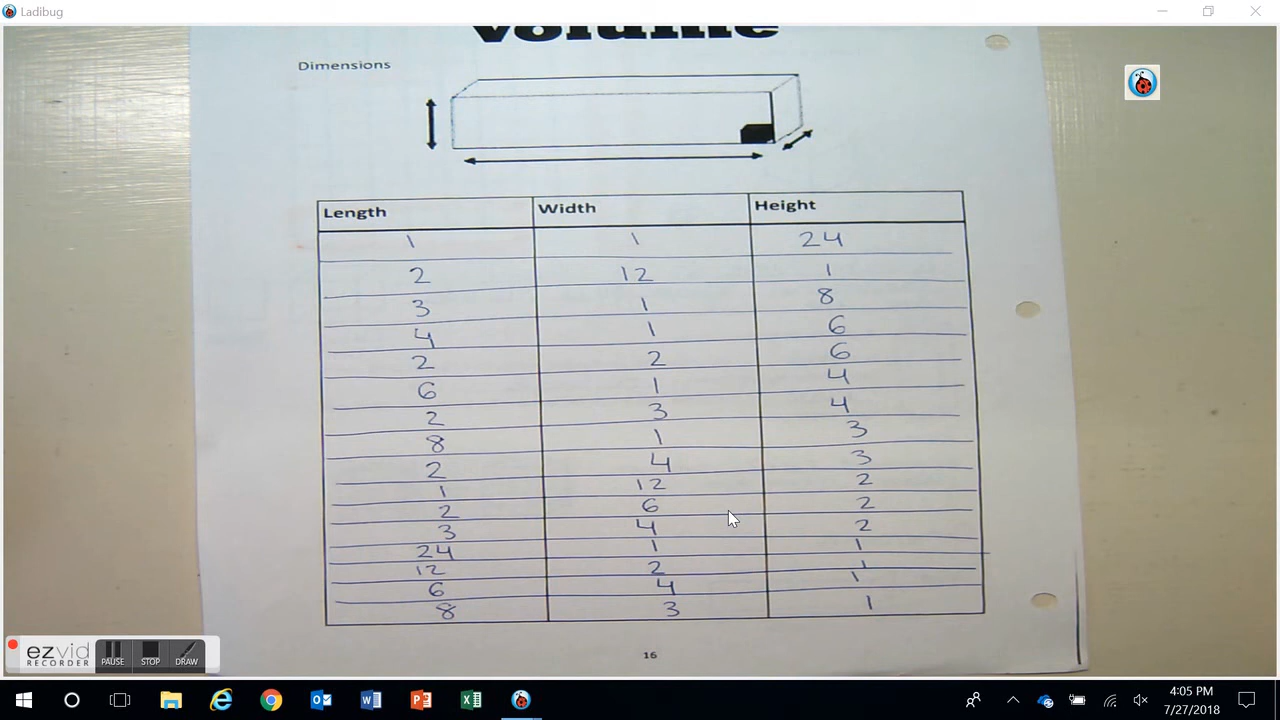 Ladibug
Volume
Dimensions
Length Width Height
1 1 24
2 12 1
3 1 8
4 1 6
2 2 6
6 1 4
2 3 4
8 1 3
2 4 3
1 12 2
2 6 2
3 4 2
24 1 1
12 2 1
6 4 1
8 3 1
16
ezvid
RECORDER
PAUSE STOP DRAW
4:05 PM
7/27/2018